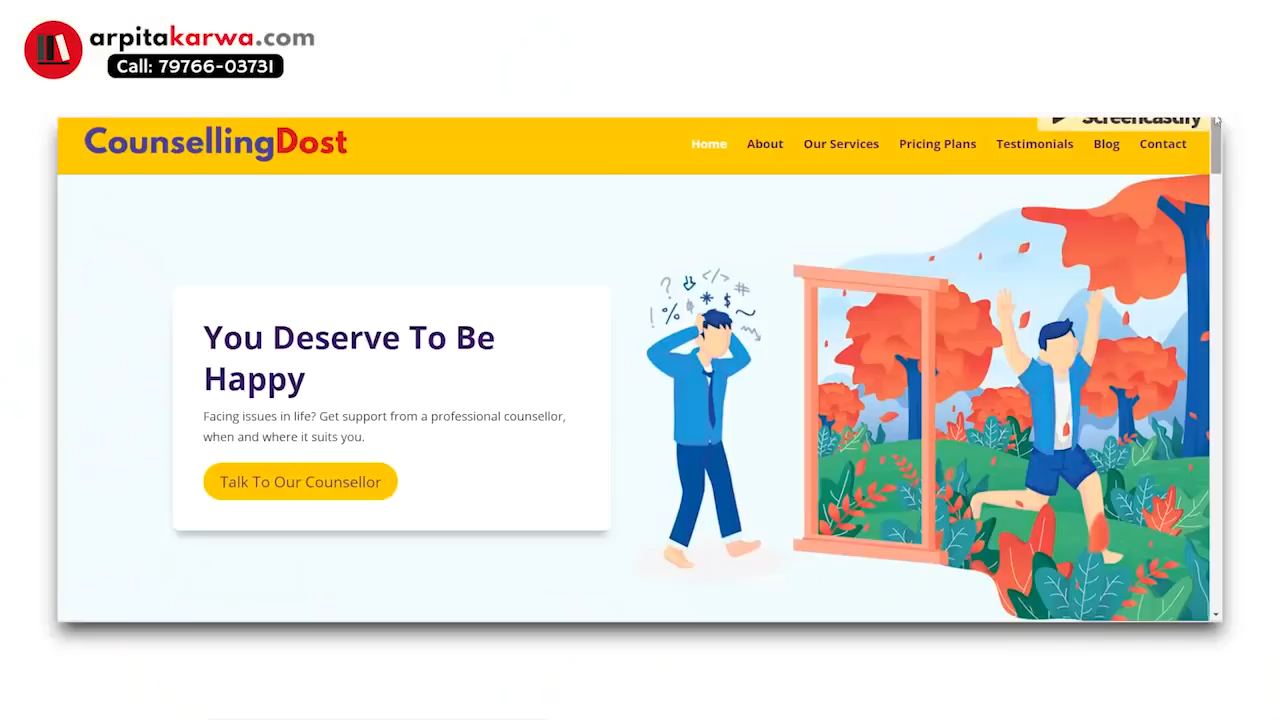 arpitakarwa.com
Call: 79766-03731
Screencastify
CounsellingDost
Home About Our Services Pricing Plans Testimonials Blog Contact
You Deserve To Be
Happy
Facing issues in life? Get support from a professional counsellor,
when and where it suits you.
Talk To Our Counsellor